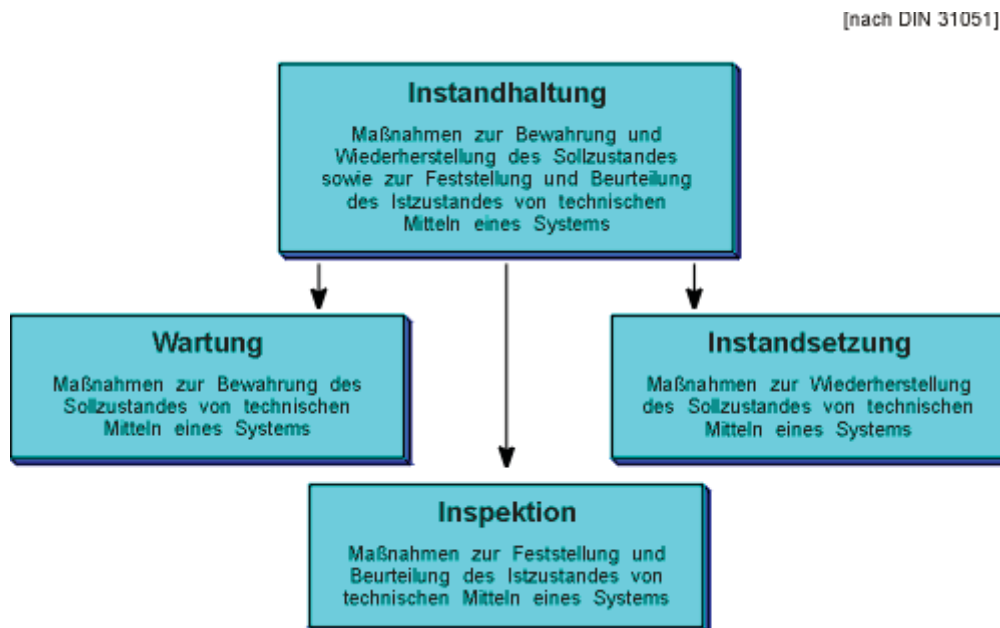 [nach DIN 31051]
Instandhaltung
Maßnahmen zur Bewahrung und
Wiederherstellung des Sollzustandes
sowie zur Feststellung und Beurteilung
des Istzustandes von technischen
Mitteln eines Systems
Wartung
Maßnahmen zur Bewahrung des
Sollzustandes von technischen
Mitteln eines Systems
Instandsetzung
Maßnahmen zur Wiederherstellung
des Sollzustandes von technischen
Mitteln eines Systems
Inspektion
Maßnahmen zur Feststellung und
Beurteilung des Istzustandes von
technischen Mitteln eines Systems